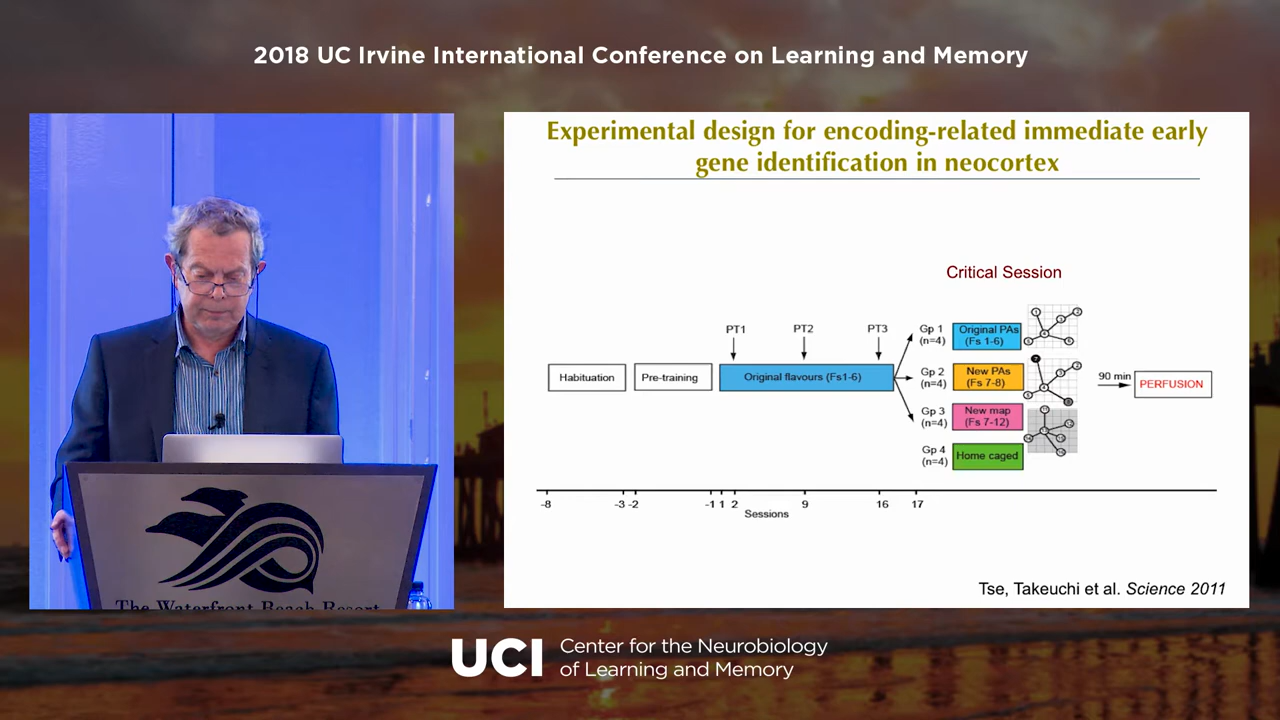 2018 UC Irvine International Conference on Learning and Memory
Experimental design for encoding-related immediate early
gene identification in neocortex
Critical Session
PT1 PT2 PT3
Habituation
Pre-training
Original flavours (Fs1-6)
Gp 1
(n=4)
Original PAs
(Fs 1-6)
Gp 2
(n=4)
New PAs
(Fs 7-8)
Gp 3
(n=4)
New map
(Fs 7-12)
Gp 4
(n=4)
Home caged
90 min
PERFUSION
-8 -3 -2 -1 1 2 9 16 17
Sessions
Tse, Takeuchi et al. Science 2011
The Waterfront Beach Resort
UCI
Center for the Neurobiology
of Learning and Memory